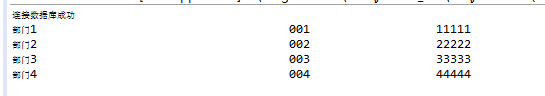 连接数据库成功
部门1 001 11111
部门2 002 22222
部门3 003 33333
部门4 004 44444